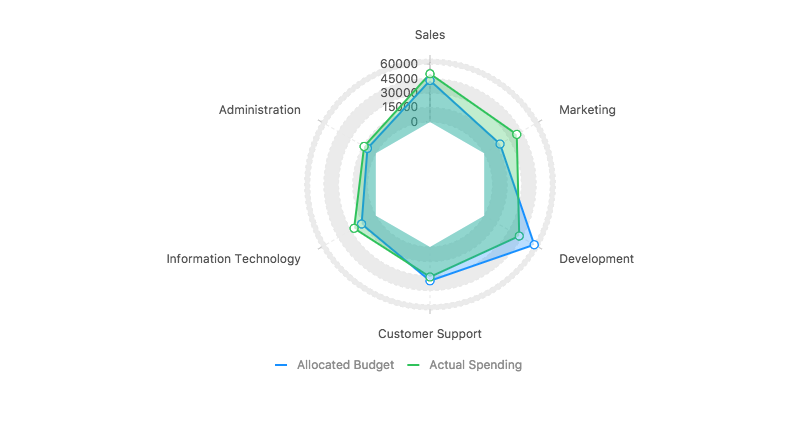 Sales
60000
45000
30000
15000
0
Administration
Marketing
Information Technology
Development
Customer Support
Allocated Budget
Actual Spending